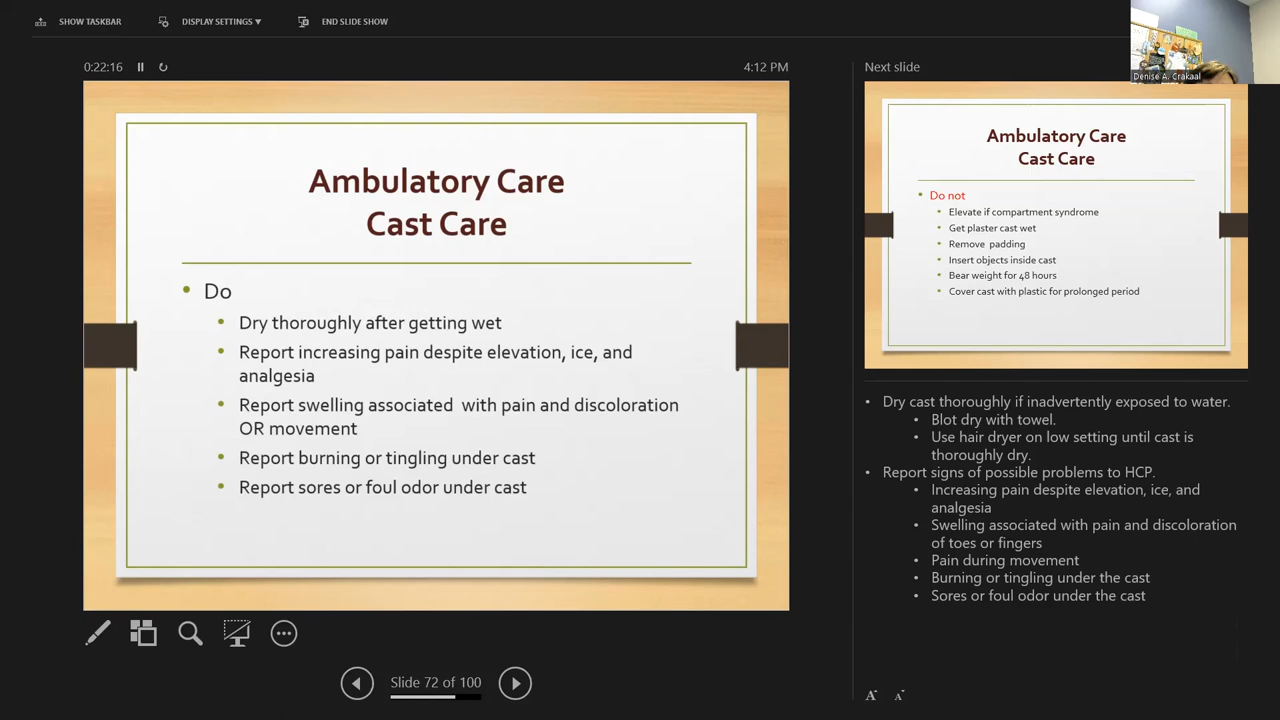 SHOW TASKBAR
DISPLAY SETTINGS ▼
END SLIDE SHOW
0:22:16
4:12 PM
Ambulatory Care
Cast Care
• Do
• Dry thoroughly after getting wet
• Report increasing pain despite elevation, ice, and
analgesia
• Report swelling associated  with pain and discoloration
OR movement
• Report burning or tingling under cast
• Report sores or foul odor under cast
Slide 72 of 100
Next slide
Denise A. Crakaal
Ambulatory Care
Cast Care
• Do not
• Elevate if compartment syndrome
• Get plaster cast wet
• Remove  padding
• Insert objects inside cast
• Bear weight for 48 hours
• Cover cast with plastic for prolonged period
• Dry cast thoroughly if inadvertently exposed to water.
• Blot dry with towel.
• Use hair dryer on low setting until cast is
thoroughly dry.
• Report signs of possible problems to HCP.
• Increasing pain despite elevation, ice, and
analgesia
• Swelling associated with pain and discoloration
of toes or fingers
• Pain during movement
• Burning or tingling under the cast
• Sores or foul odor under the cast
A A